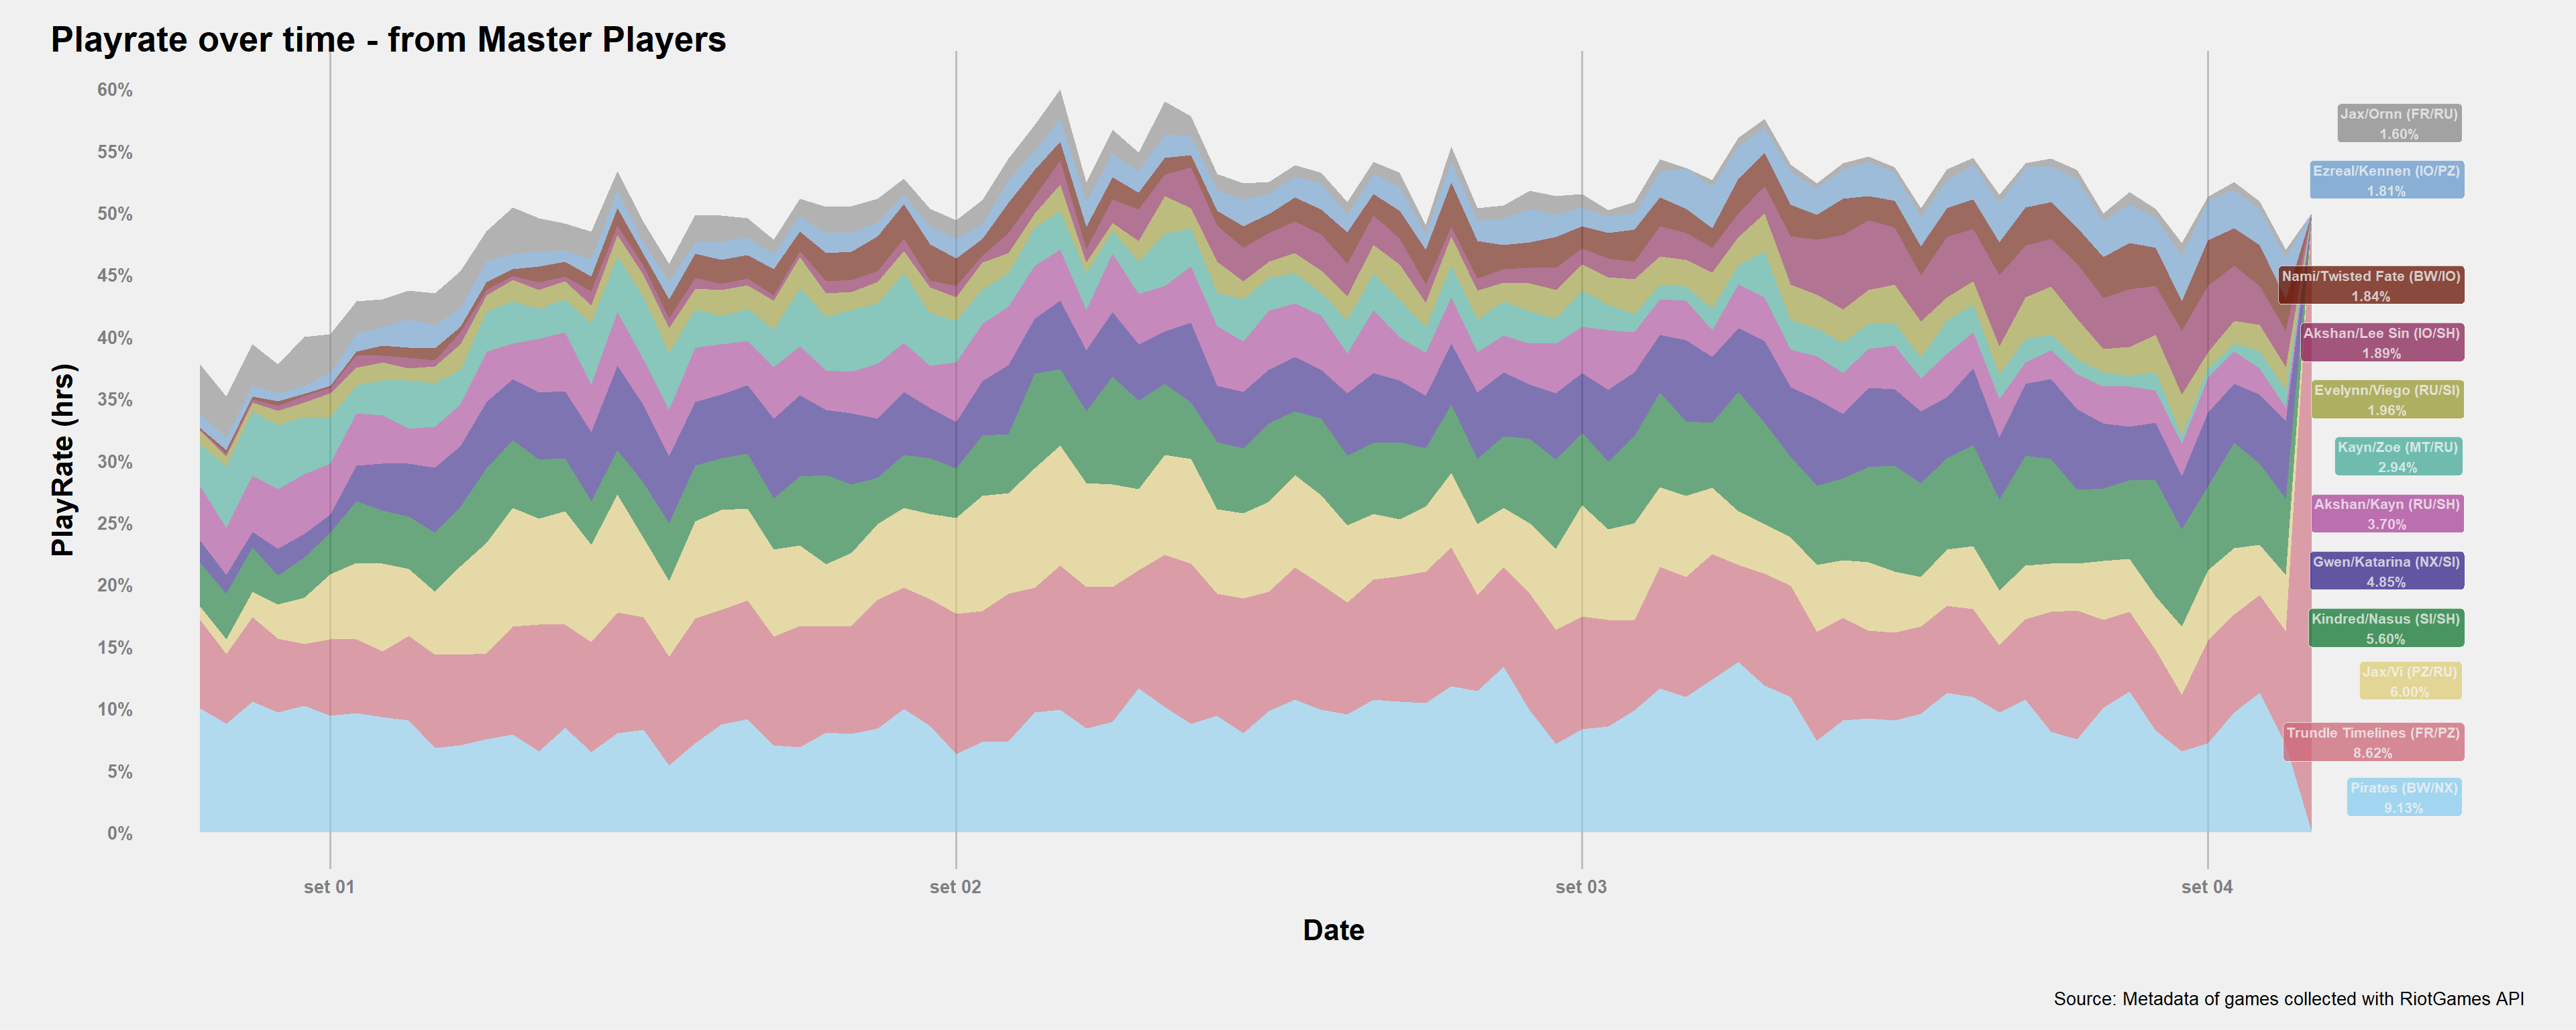 Playrate over time - from Master Players
60%
55%
50%
45%
40%
35%
30%
25%
20%
15%
10%
5%
0%
PlayRate (hrs)
Jax/Ornn (FR/RU)
1.60%
Ezreal/Kennen (IO/PZ)
1.81%
Nami/Twisted Fate (BW/IO)
1.84%
Akshan/Lee Sin (IO/SH)
1.89%
Evelynn/Viego (RU/SI)
1.96%
Kayn/Zoe (MT/RU)
2.94%
Akshan/Kayn (RU/SH)
3.70%
Gwen/Katarina (NX/SI)
4.85%
Kindred/Nasus (SI/SH)
5.60%
Jax/Vi (PZ/RU)
6.00%
Trundle Timelines (FR/PZ)
8.62%
Pirates (BW/NX)
9.13%
set 01
set 02
set 03
set 04
Date
Source: Metadata of games collected with RiotGames API